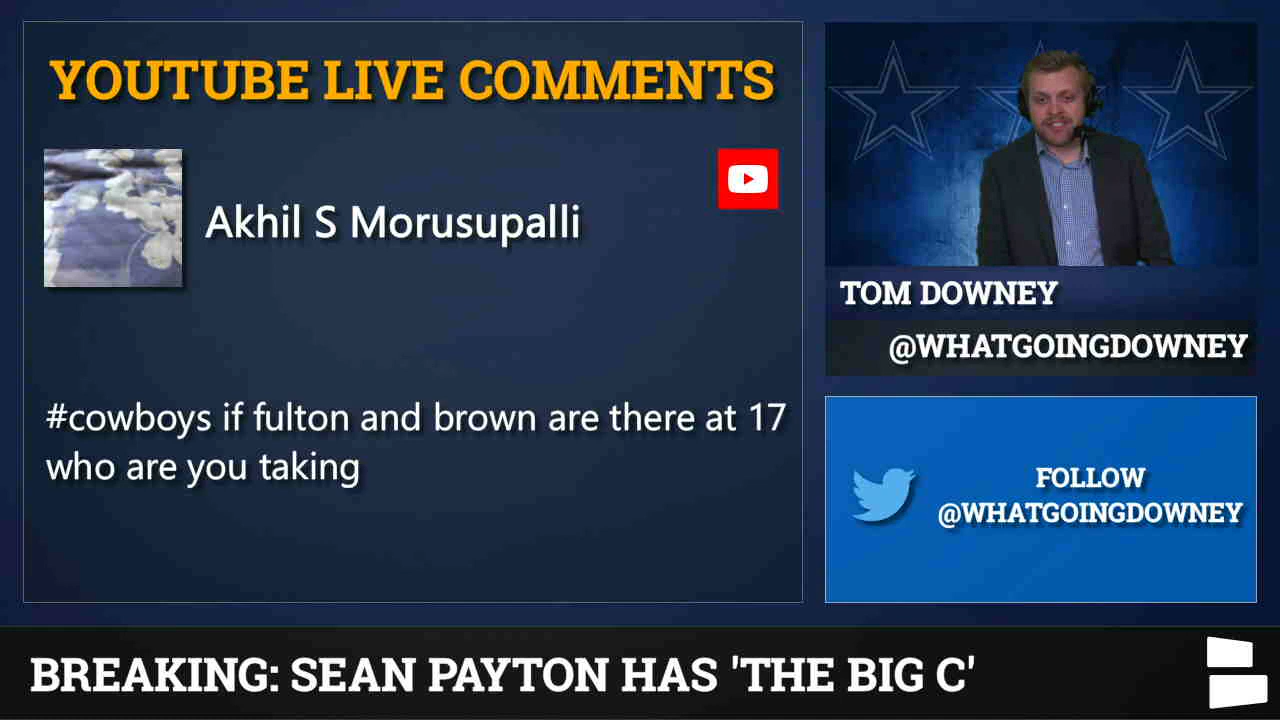 YOUTUBE LIVE COMMENTS
Akhil S Morusupalli
#cowboys if fulton and brown are there at 17
who are you taking
TOM DOWNEY
@WHATGOINGDOWNEY
FOLLOW
@WHATGOINGDOWNEY
BREAKING: SEAN PAYTON HAS 'THE BIG C'